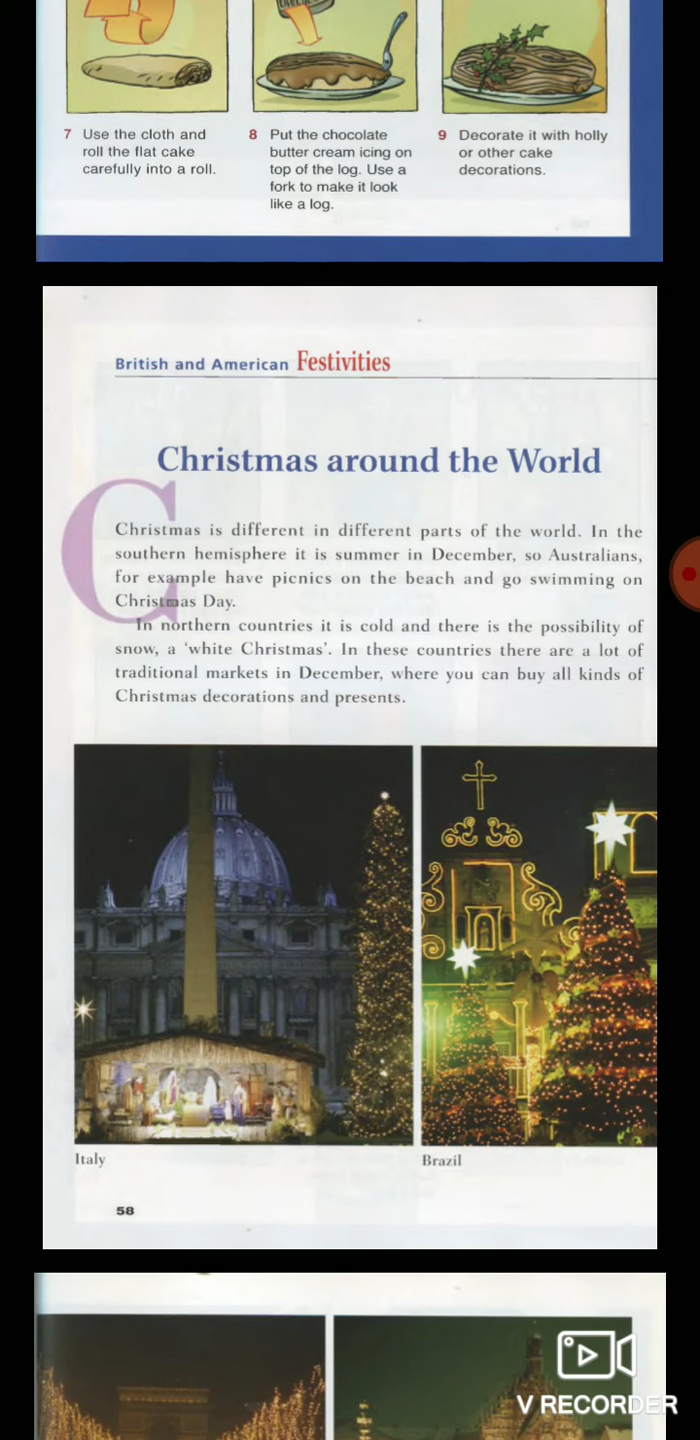 7 Use the cloth and
roll the flat cake
carefully into a roll.
8 Put the chocolate
butter cream icing on
top of the log. Use a
fork to make it look
like a log.
9 Decorate it with holly
or other cake
decorations.
British and American Festivities
Christmas around the World
C
Christmas is different in different parts of the world. In the
southern hemisphere it is summer in December, so Australians,
for example have picnics on the beach and go swimming on
Christmas Day.
In northern countries it is cold and there is the possibility of
snow, a ‘white Christmas’. In these countries there are a lot of
traditional markets in December, where you can buy all kinds of
Christmas decorations and presents.
Italy
Brazil
58
V RECORDER